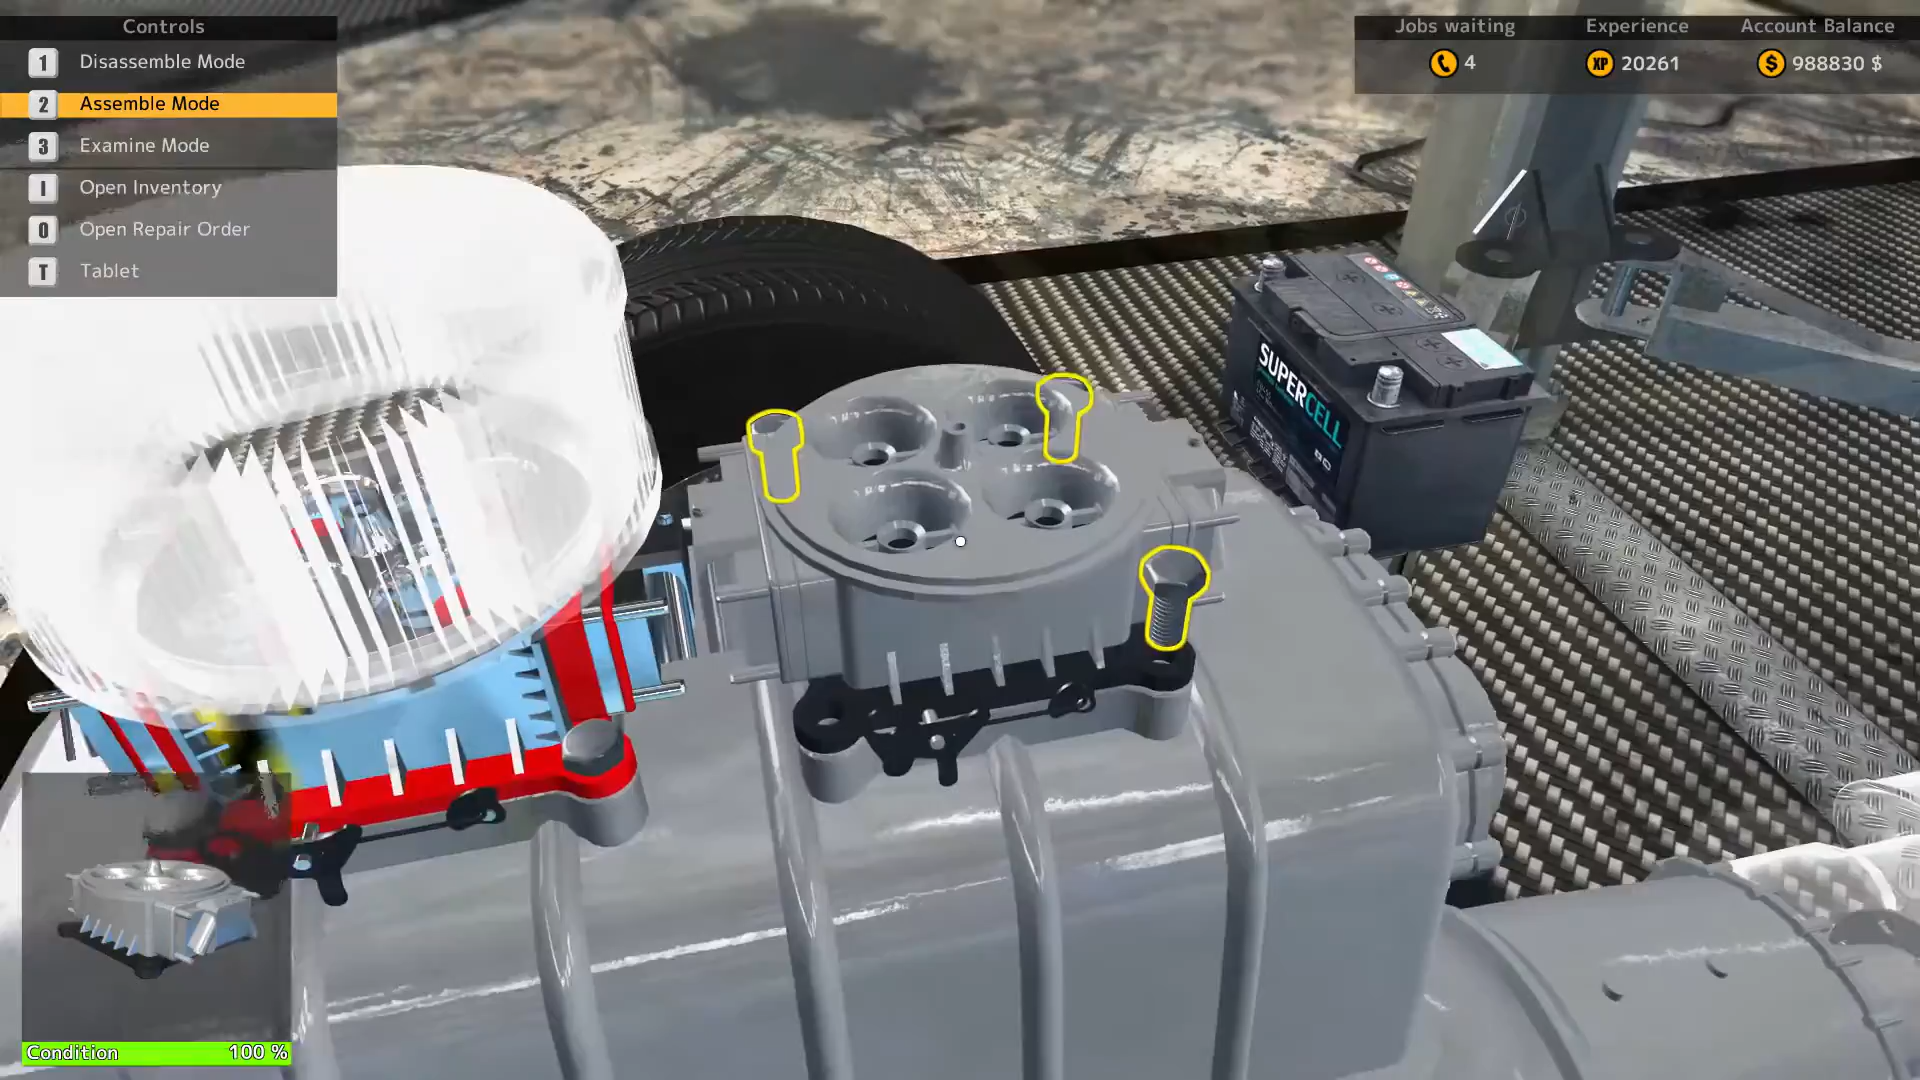 Controls
1 Disassemble Mode
2 Assemble Mode
3 Examine Mode
I Open Inventory
O Open Repair Order
T Tablet
Jobs waiting Experience Account Balance
4 XP 20261 $ 988830 $
SUPERCELL
Condition 100 %